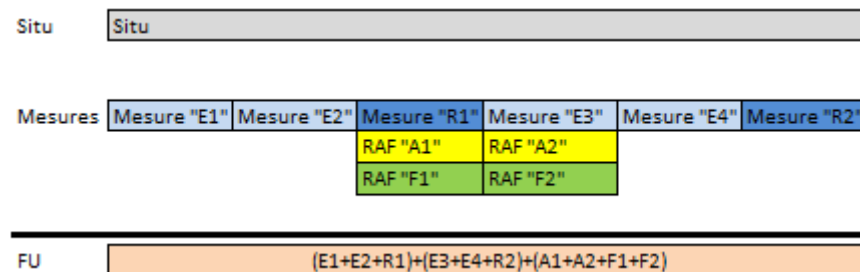 Situ Situ
Mesures Mesure "E1" Mesure "E2" Mesure "R1" Mesure "E3" Mesure "E4" Mesure "R2"
RAF "A1" RAF "A2"
RAF "F1" RAF "F2"
FU (E1+E2+R1)+(E3+E4+R2)+(A1+A2+F1+F2)